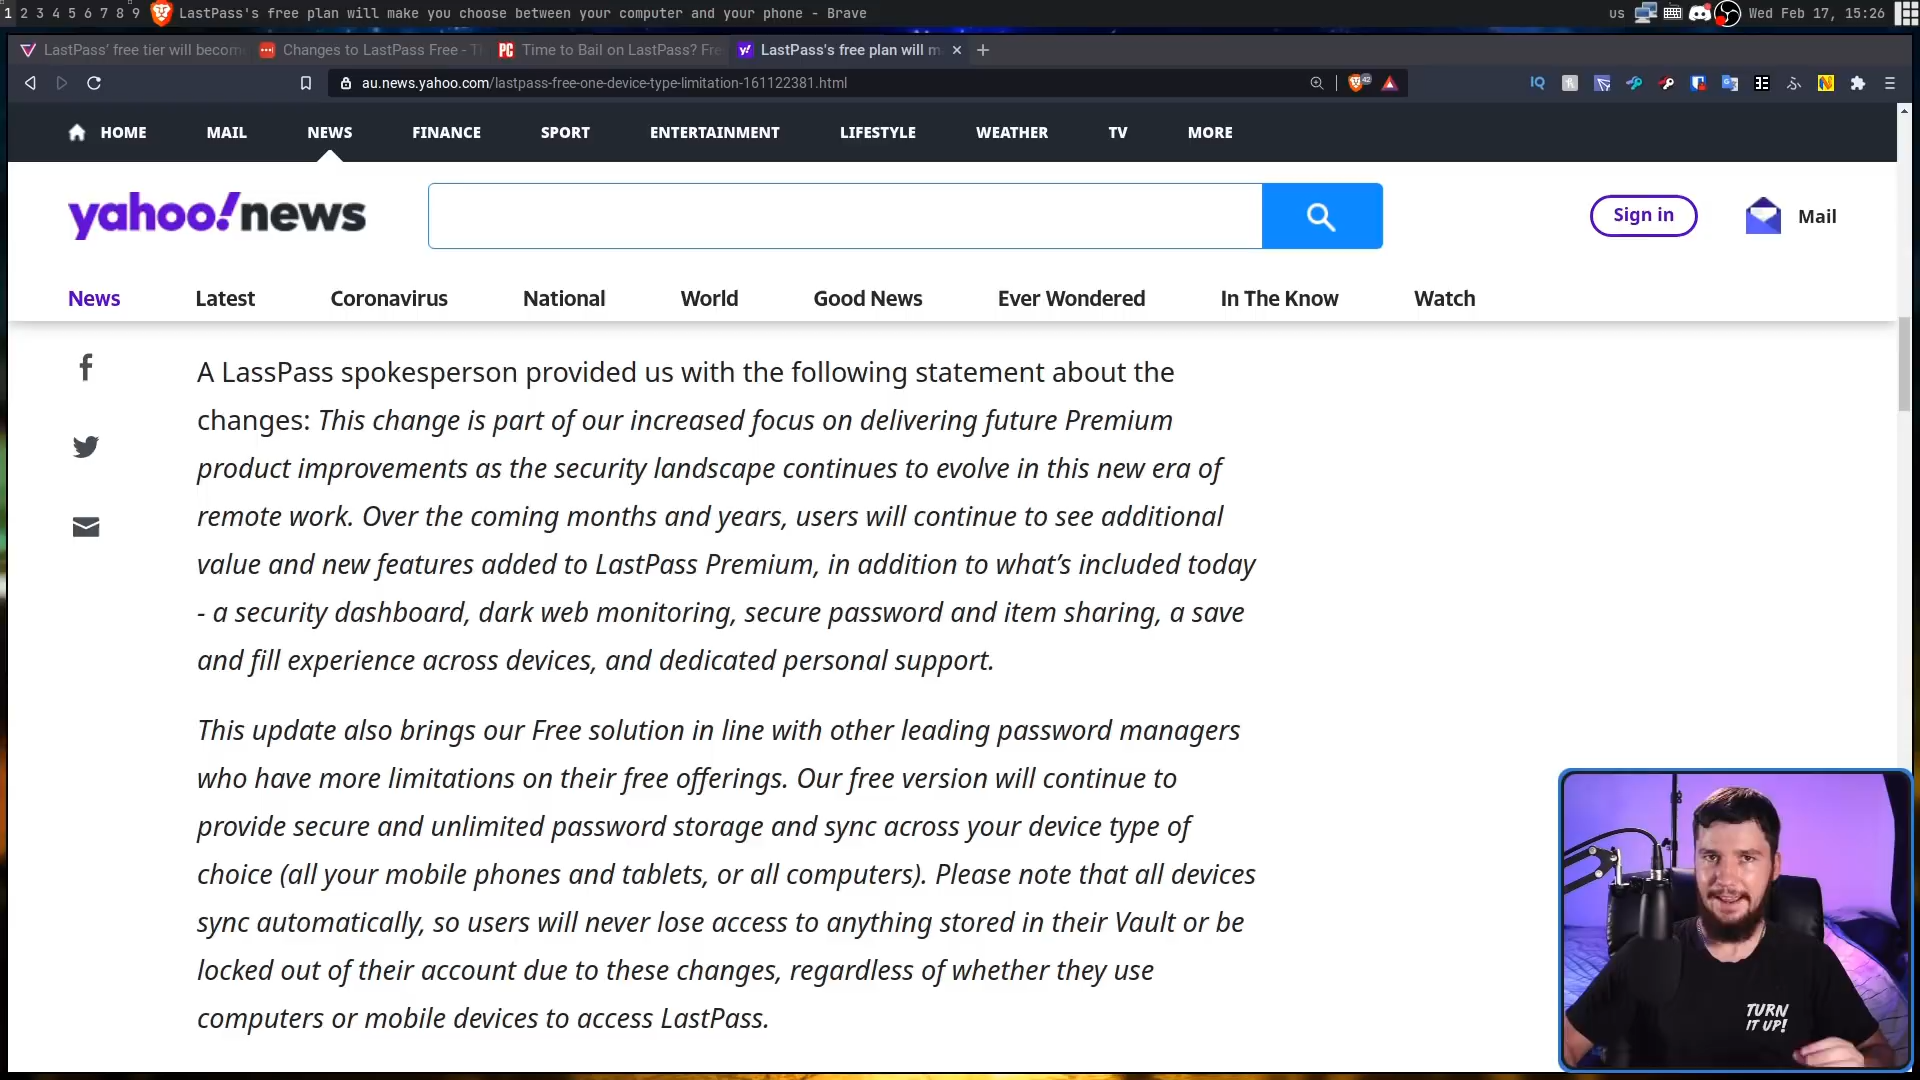 1 2 3 4 5 6 7 8 9 LastPass's free plan will make you choose between your computer and your phone - Brave
us Wed Feb 17, 15:26
LastPass' free tier will becom
Changes to LastPass Free - T
PC Time to Bail on LastPass? Fre
y! LastPass's free plan will m
au.news.yahoo.com/lastpass-free-one-device-type-limitation-161122381.html
42
IQ
HOME MAIL NEWS FINANCE SPORT ENTERTAINMENT LIFESTYLE WEATHER TV MORE
yahoo!news
Sign in
Mail
News Latest Coronavirus National World Good News Ever Wondered In The Know Watch
A LassPass spokesperson provided us with the following statement about the
changes: This change is part of our increased focus on delivering future Premium
product improvements as the security landscape continues to evolve in this new era of
remote work. Over the coming months and years, users will continue to see additional
value and new features added to LastPass Premium, in addition to what's included today
- a security dashboard, dark web monitoring, secure password and item sharing, a save
and fill experience across devices, and dedicated personal support.
This update also brings our Free solution in line with other leading password managers
who have more limitations on their free offerings. Our free version will continue to
provide secure and unlimited password storage and sync across your device type of
choice (all your mobile phones and tablets, or all computers). Please note that all devices
sync automatically, so users will never lose access to anything stored in their Vault or be
locked out of their account due to these changes, regardless of whether they use
computers or mobile devices to access LastPass.
TURN
IT UP!